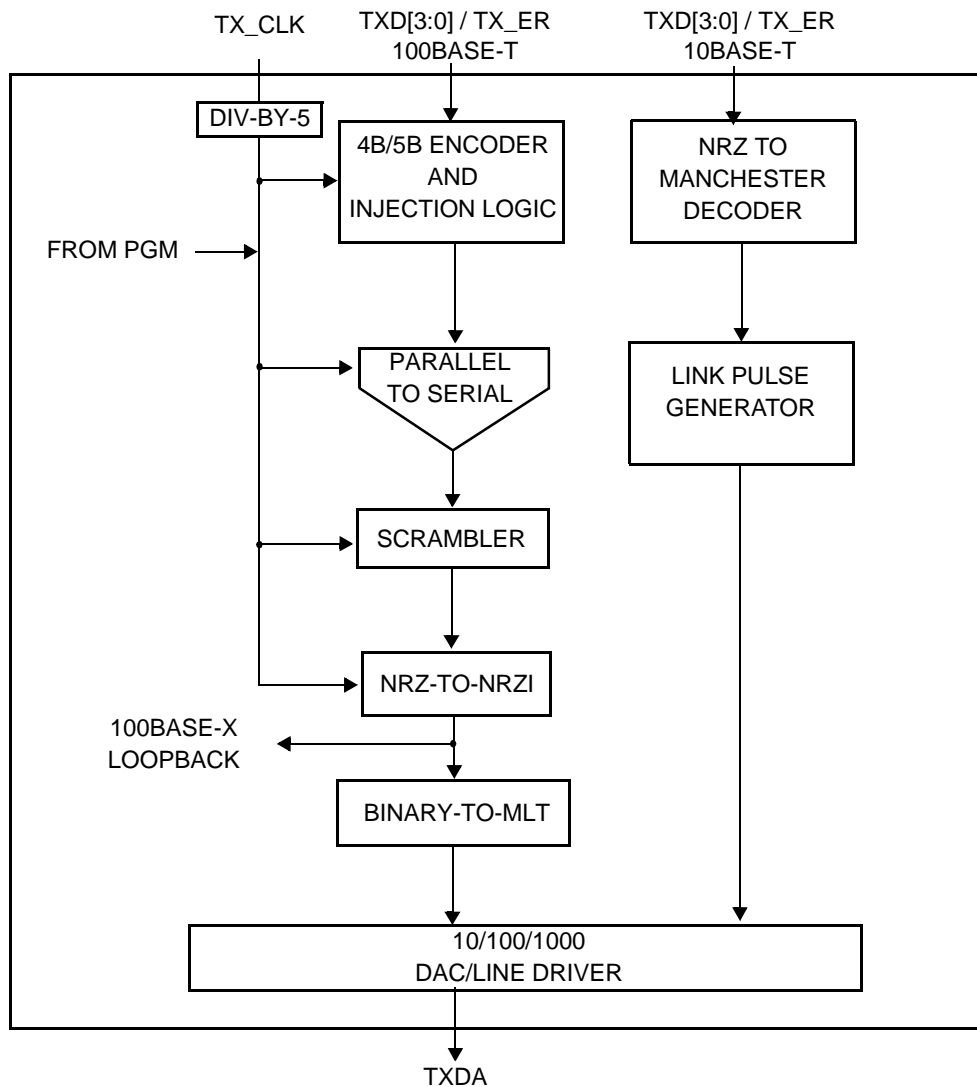 TX_CLK
TXD[3:0] / TX_ER
100BASE-T
TXD[3:0] / TX_ER
10BASE-T
DIV-BY-5
4B/5B ENCODER
AND
INJECTION LOGIC
NRZ TO
MANCHESTER
DECODER
FROM PGM
PARALLEL
TO SERIAL
LINK PULSE
GENERATOR
SCRAMBLER
NRZ-TO-NRZI
100BASE-X
LOOPBACK
BINARY-TO-MLT
10/100/1000
DAC/LINE DRIVER
TXDA